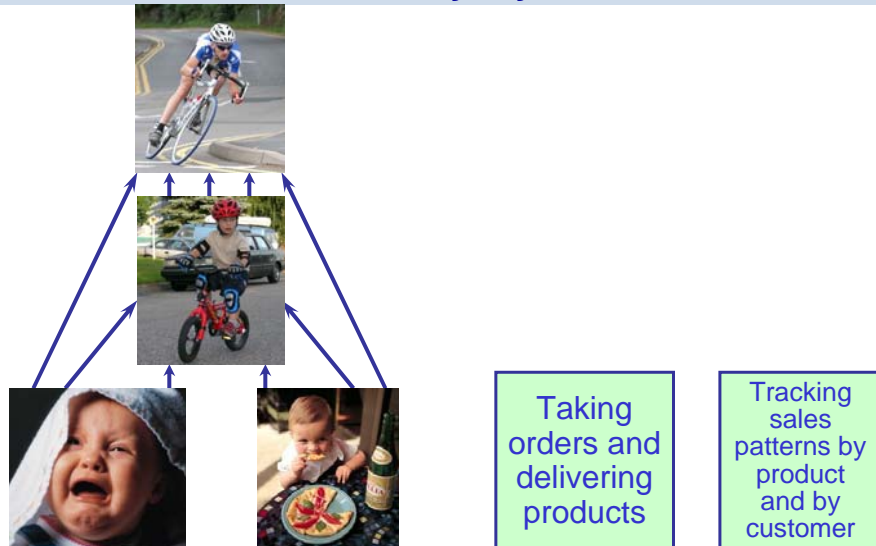 Taking
orders and
delivering
products
Tracking
sales
patterns by
product
and by
customer